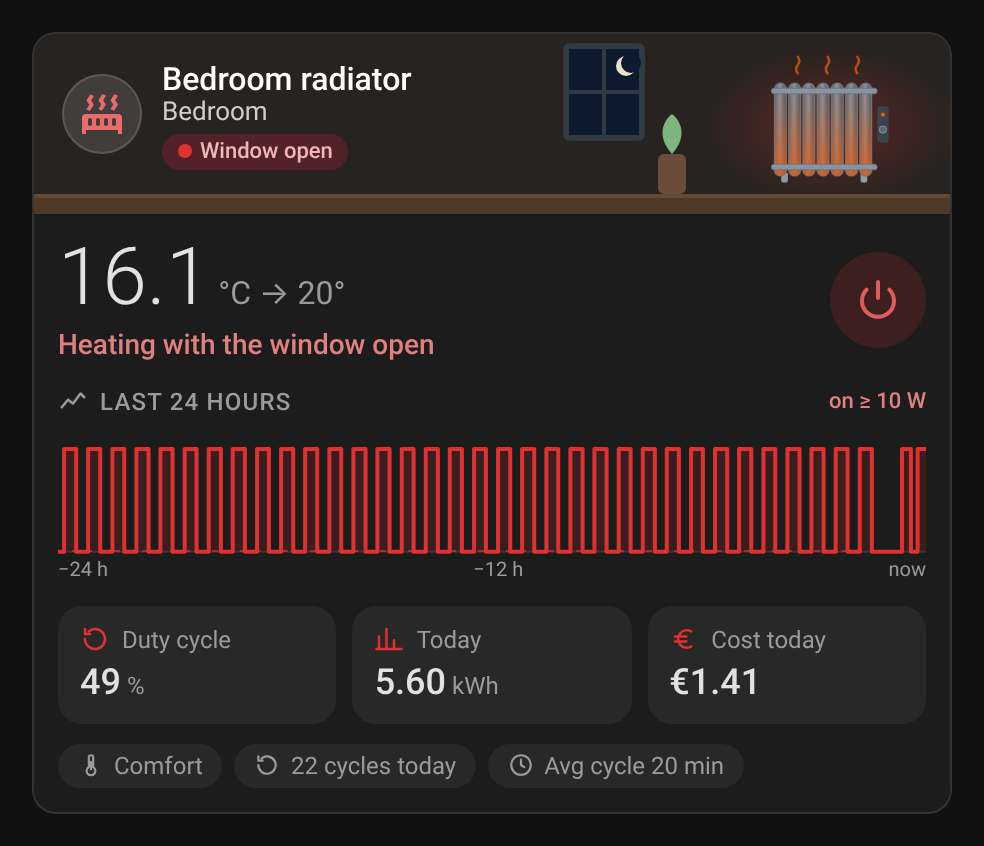 Bedroom radiator
Bedroom
Window open
16.1 °C → 20°
Heating with the window open
LAST 24 HOURS
on ≥ 10 W
−24 h
−12 h
now
Duty cycle
49 %
Today
5.60 kWh
€ Cost today
€1.41
Comfort
22 cycles today
Avg cycle 20 min